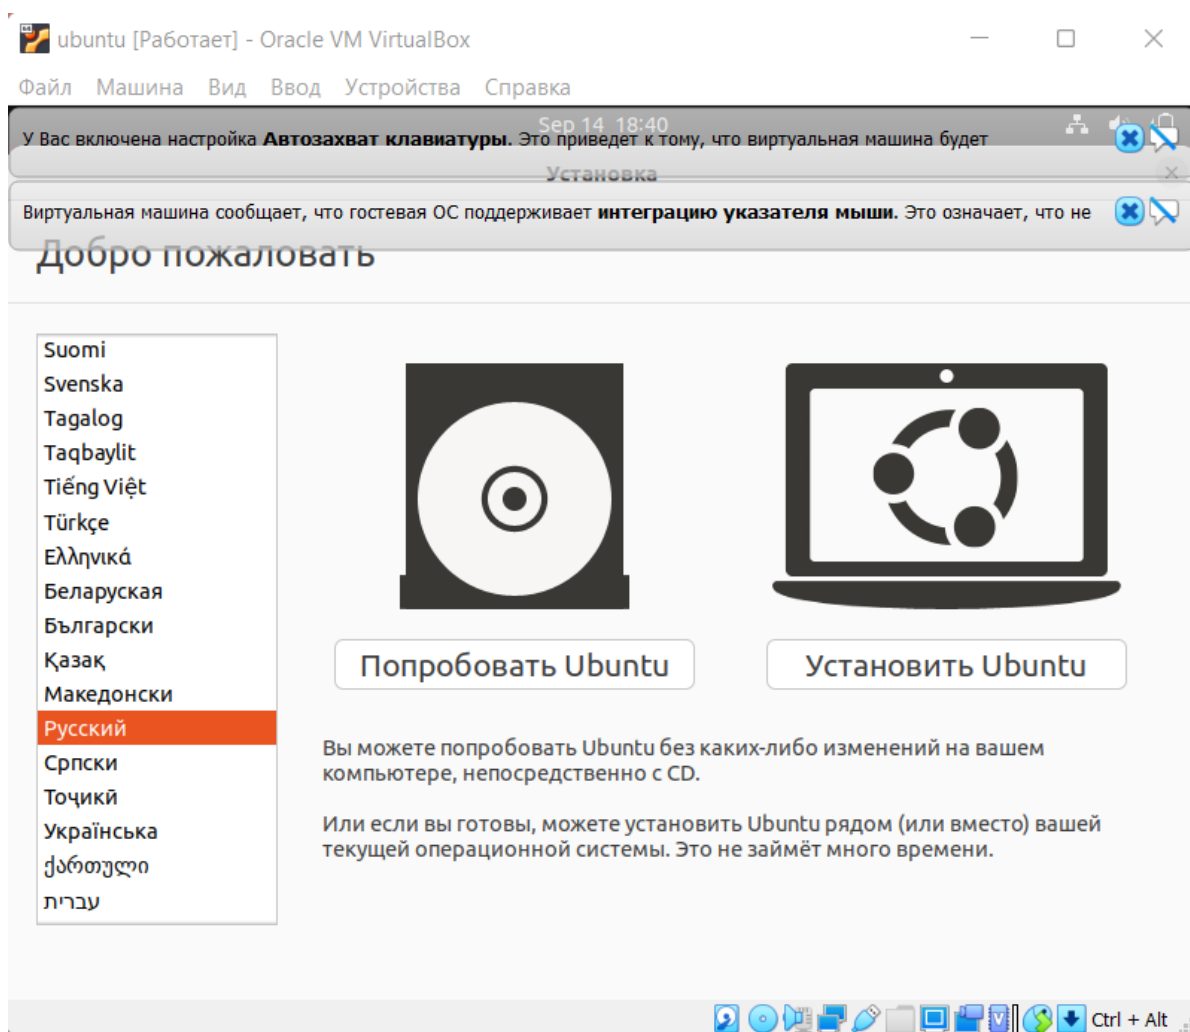 ubuntu [Работает] - Oracle VM VirtualBox
Файл Машина Вид Ввод Устройства Справка
Sep 14 18:40
У Вас включена настройка Автозахват клавиатуры. Это приведет к тому, что виртуальная машина будет
Установка
Виртуальная машина сообщает, что гостевая ОС поддерживает интеграцию указателя мыши. Это означает, что не
Добро пожаловать
Suomi
Svenska
Tagalog
Taqbaylit
Tiếng Việt
Türkçe
Ελληνικά
Беларуская
Български
Қазақ
Македонски
Русский
Српски
Тоҷикӣ
Українська
ქართული
עברית
Попробовать Ubuntu
Установить Ubuntu
Вы можете попробовать Ubuntu без каких-либо изменений на вашем
компьютере, непосредственно с CD.
Или если вы готовы, можете установить Ubuntu рядом (или вместо) вашей
текущей операционной системы. Это не займёт много времени.
Ctrl + Alt